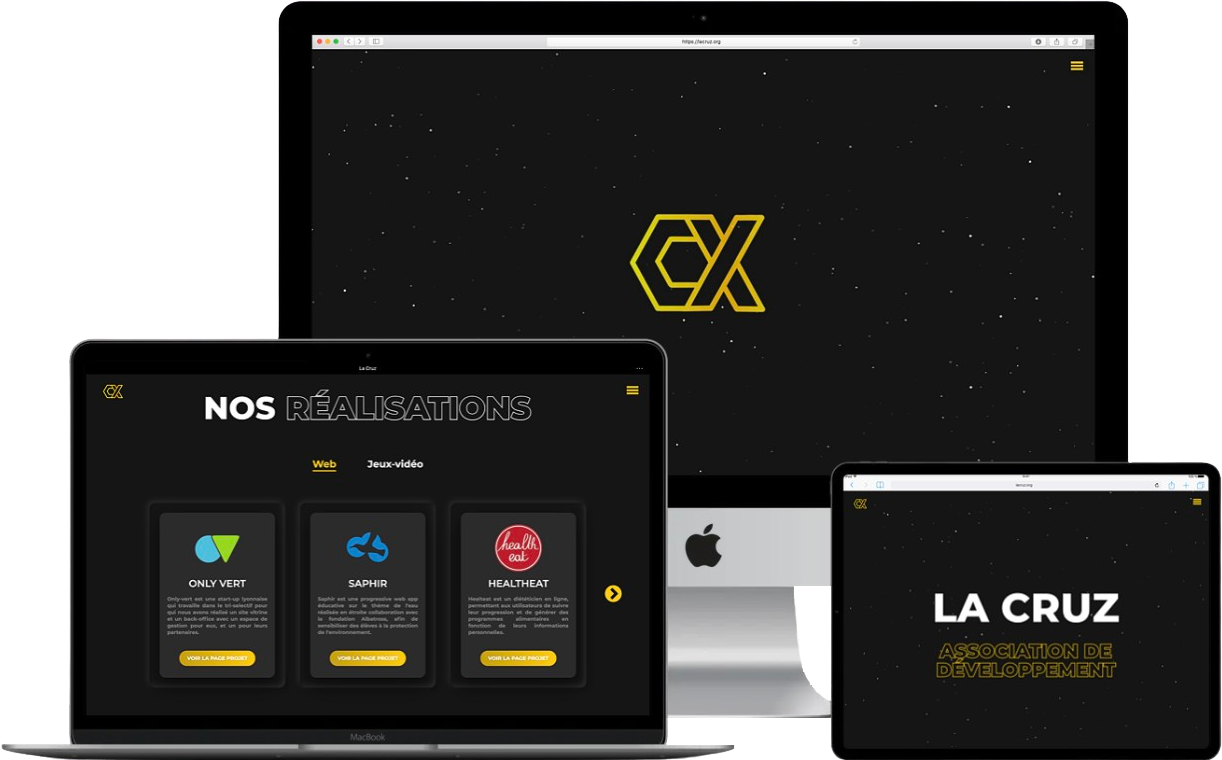 https://lacruz.org
CX
La Cruz
CX
NOS RÉALISATIONS
Web Jeux-vidéo
ONLY VERT
Only-vert est une start-up lyonnaise
qui travaille dans le tri-selectif pour
qui nous avons réalisé un site vitrine
et un back-office avec un espace de
gestion pour eux, et un pour leurs
partenaires.
VOIR LA PAGE PROJET
SAPHIR
Saphir est une progressive web app
éducative sur le thème de l'eau
réalisée en étroite collaboration avec
la fondation Albatross, afin de
sensibiliser des élèves à la protection
de l'environnement.
VOIR LA PAGE PROJET
health
eat
HEALTHEAT
Healteat est un diététicien en ligne,
permettant aux utilisateurs de suivre
leur progression et de générer des
programmes alimentaires en
fonction de leurs informations
personnelles.
VOIR LA PAGE PROJET
MacBook
lacruz.org
CX
LA CRUZ
ASSOCIATION DE
DÉVELOPPEMENT